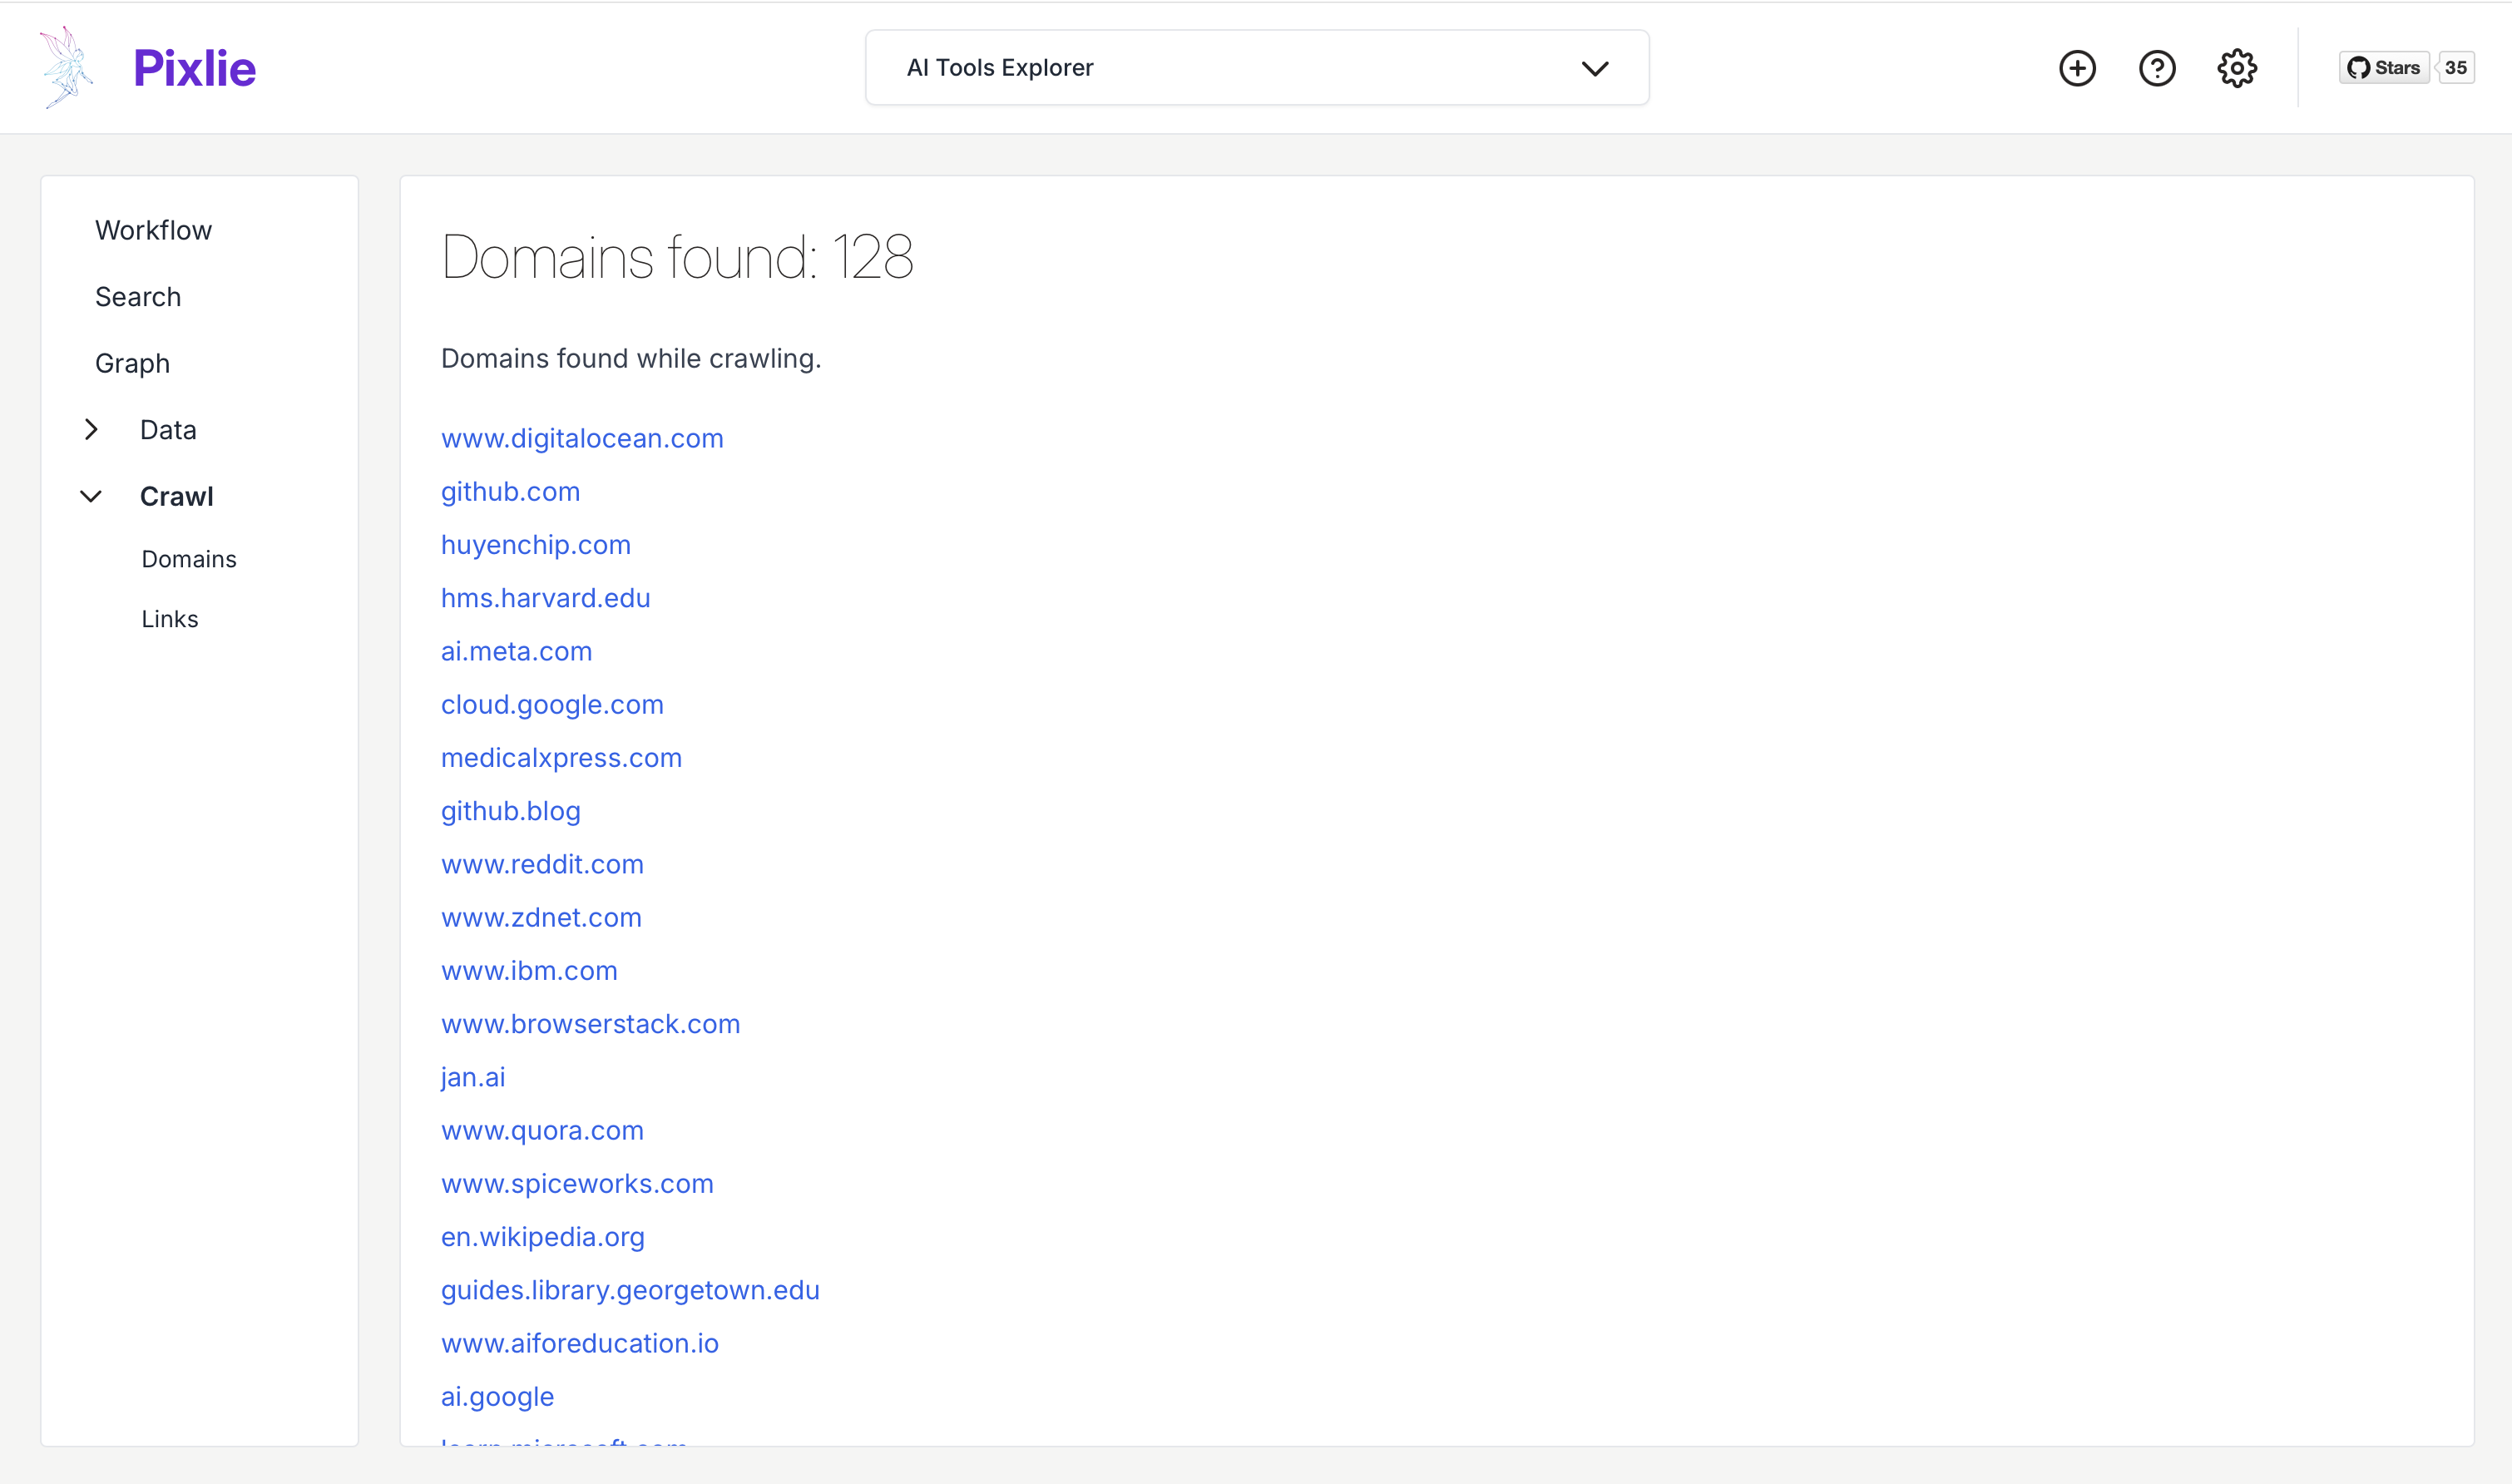 Pixlie
AI Tools Explorer
Stars
35
Workflow
Search
Graph
Data
Crawl
Domains
Links
Domains found: 128
Domains found while crawling.
www.digitalocean.com
github.com
huyenchip.com
hms.harvard.edu
ai.meta.com
cloud.google.com
medicalxpress.com
github.blog
www.reddit.com
www.zdnet.com
www.ibm.com
www.browserstack.com
jan.ai
www.quora.com
www.spiceworks.com
en.wikipedia.org
guides.library.georgetown.edu
www.aiforeducation.io
ai.google
learn.microsoft.com